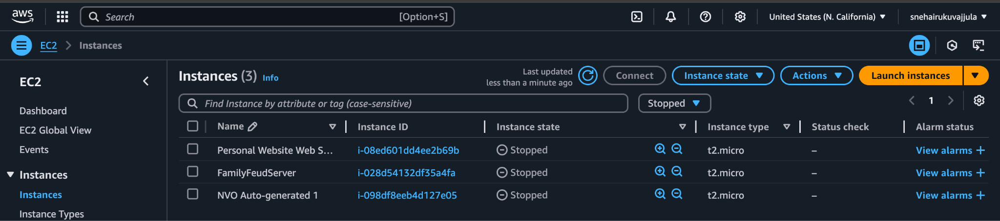 aws Search [Option+S] United States (N. California) snehairukuvajjula
EC2 Instances
EC2
Dashboard
EC2 Global View
Events
Instances
Instances
Instance Types
Instances (3) Info
Last updated
less than a minute ago
Connect Instance state Actions Launch instances
Find Instance by attribute or tag (case-sensitive) Stopped 1
Name Instance ID Instance state Instance type Status check Alarm status
Personal Website Web S... i-08ed601dd4ee2b69b Stopped t2.micro – View alarms +
FamilyFeudServer i-028d54132df35a4fa Stopped t2.micro – View alarms +
NVO Auto-generated 1 i-098df8eeb4d127e05 Stopped t2.micro – View alarms +